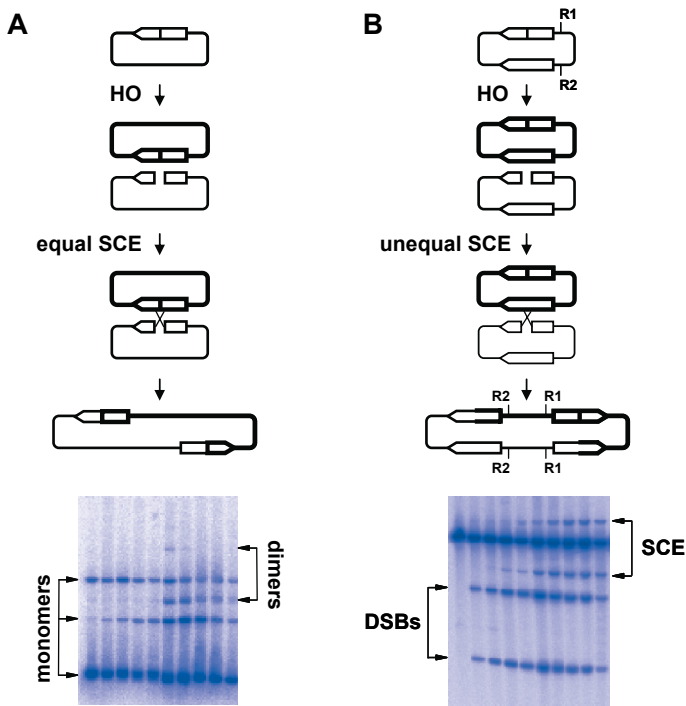 A
HO
equal SCE
monomers
dimers
B
R1
R2
HO
unequal SCE
R2 R1
R2 R1
DSBs
SCE